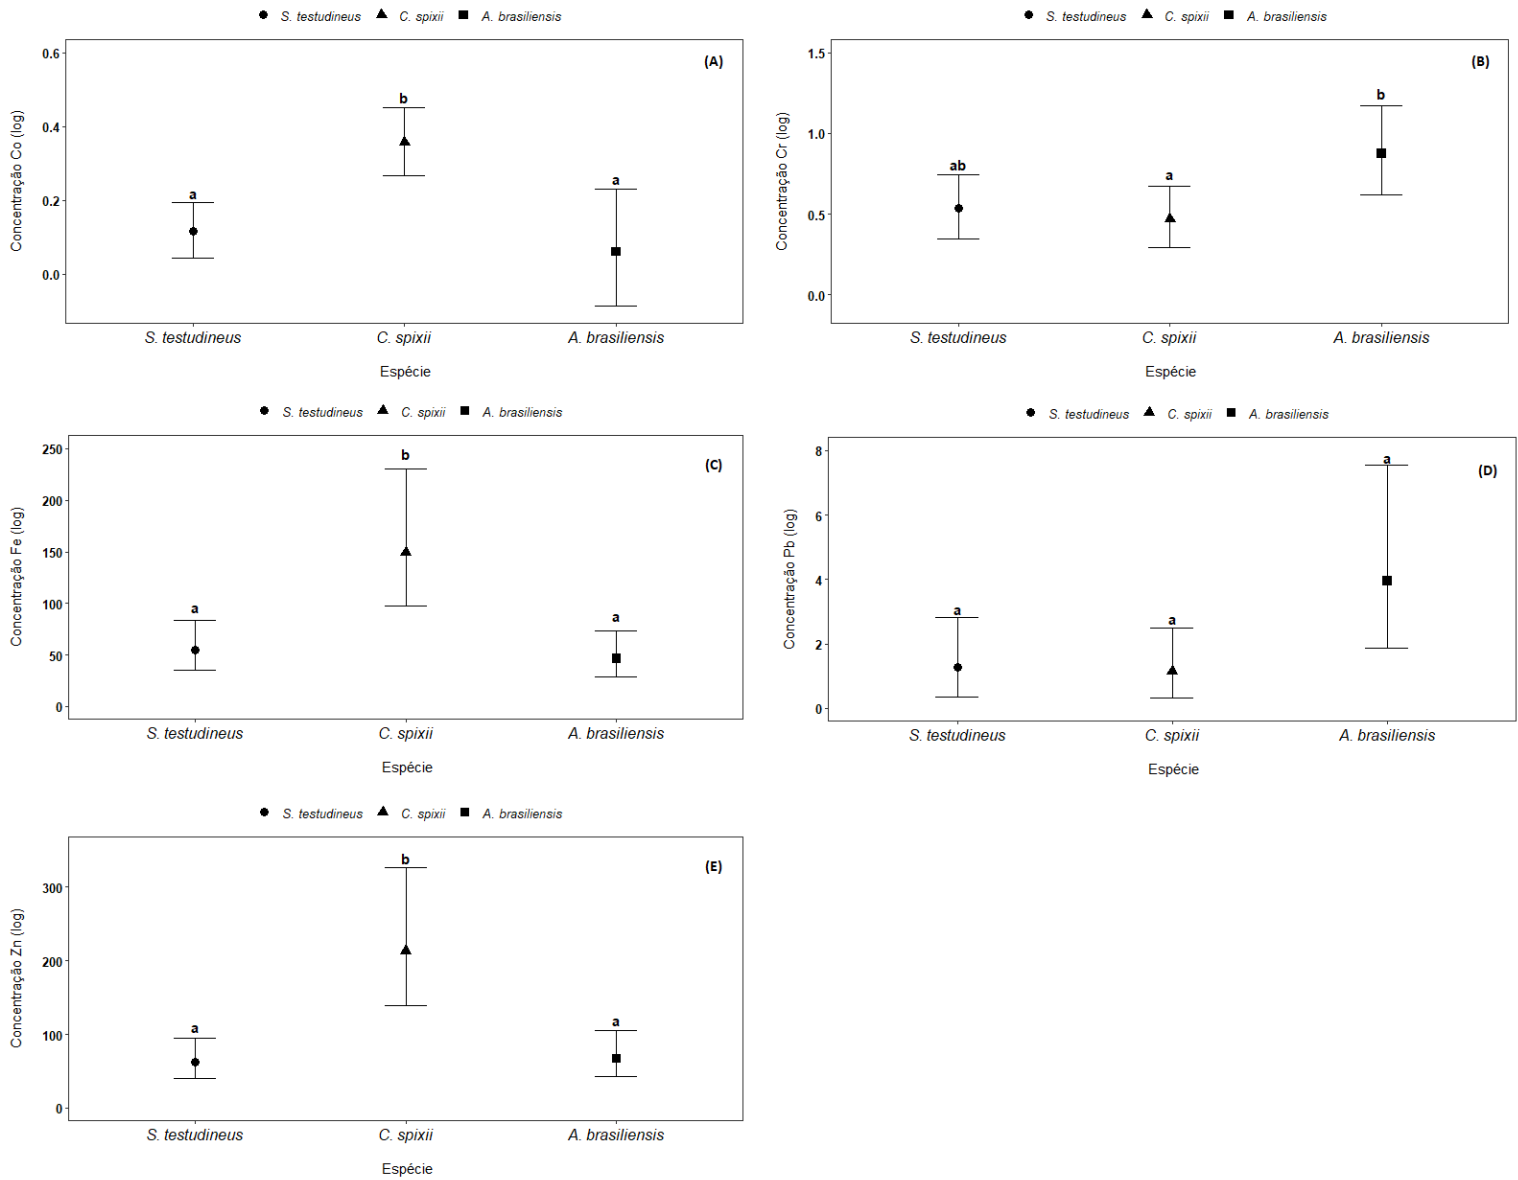 S. testudineus C. spixii A. brasiliensis
(A)
Concentração Co (log)
0.6
0.4
0.2
0.0
a
b
a
S. testudineus C. spixii A. brasiliensis
Espécie
S. testudineus C. spixii A. brasiliensis
(B)
Concentração Cr (log)
1.5
1.0
0.5
0.0
ab
a
b
S. testudineus C. spixii A. brasiliensis
Espécie
S. testudineus C. spixii A. brasiliensis
(C)
Concentração Fe (log)
250
200
150
100
50
0
a
b
a
S. testudineus C. spixii A. brasiliensis
Espécie
S. testudineus C. spixii A. brasiliensis
(D)
Concentração Pb (log)
8
6
4
2
0
a
a
a
S. testudineus C. spixii A. brasiliensis
Espécie
S. testudineus C. spixii A. brasiliensis
(E)
Concentração Zn (log)
300
200
100
0
a
b
a
S. testudineus C. spixii A. brasiliensis
Espécie